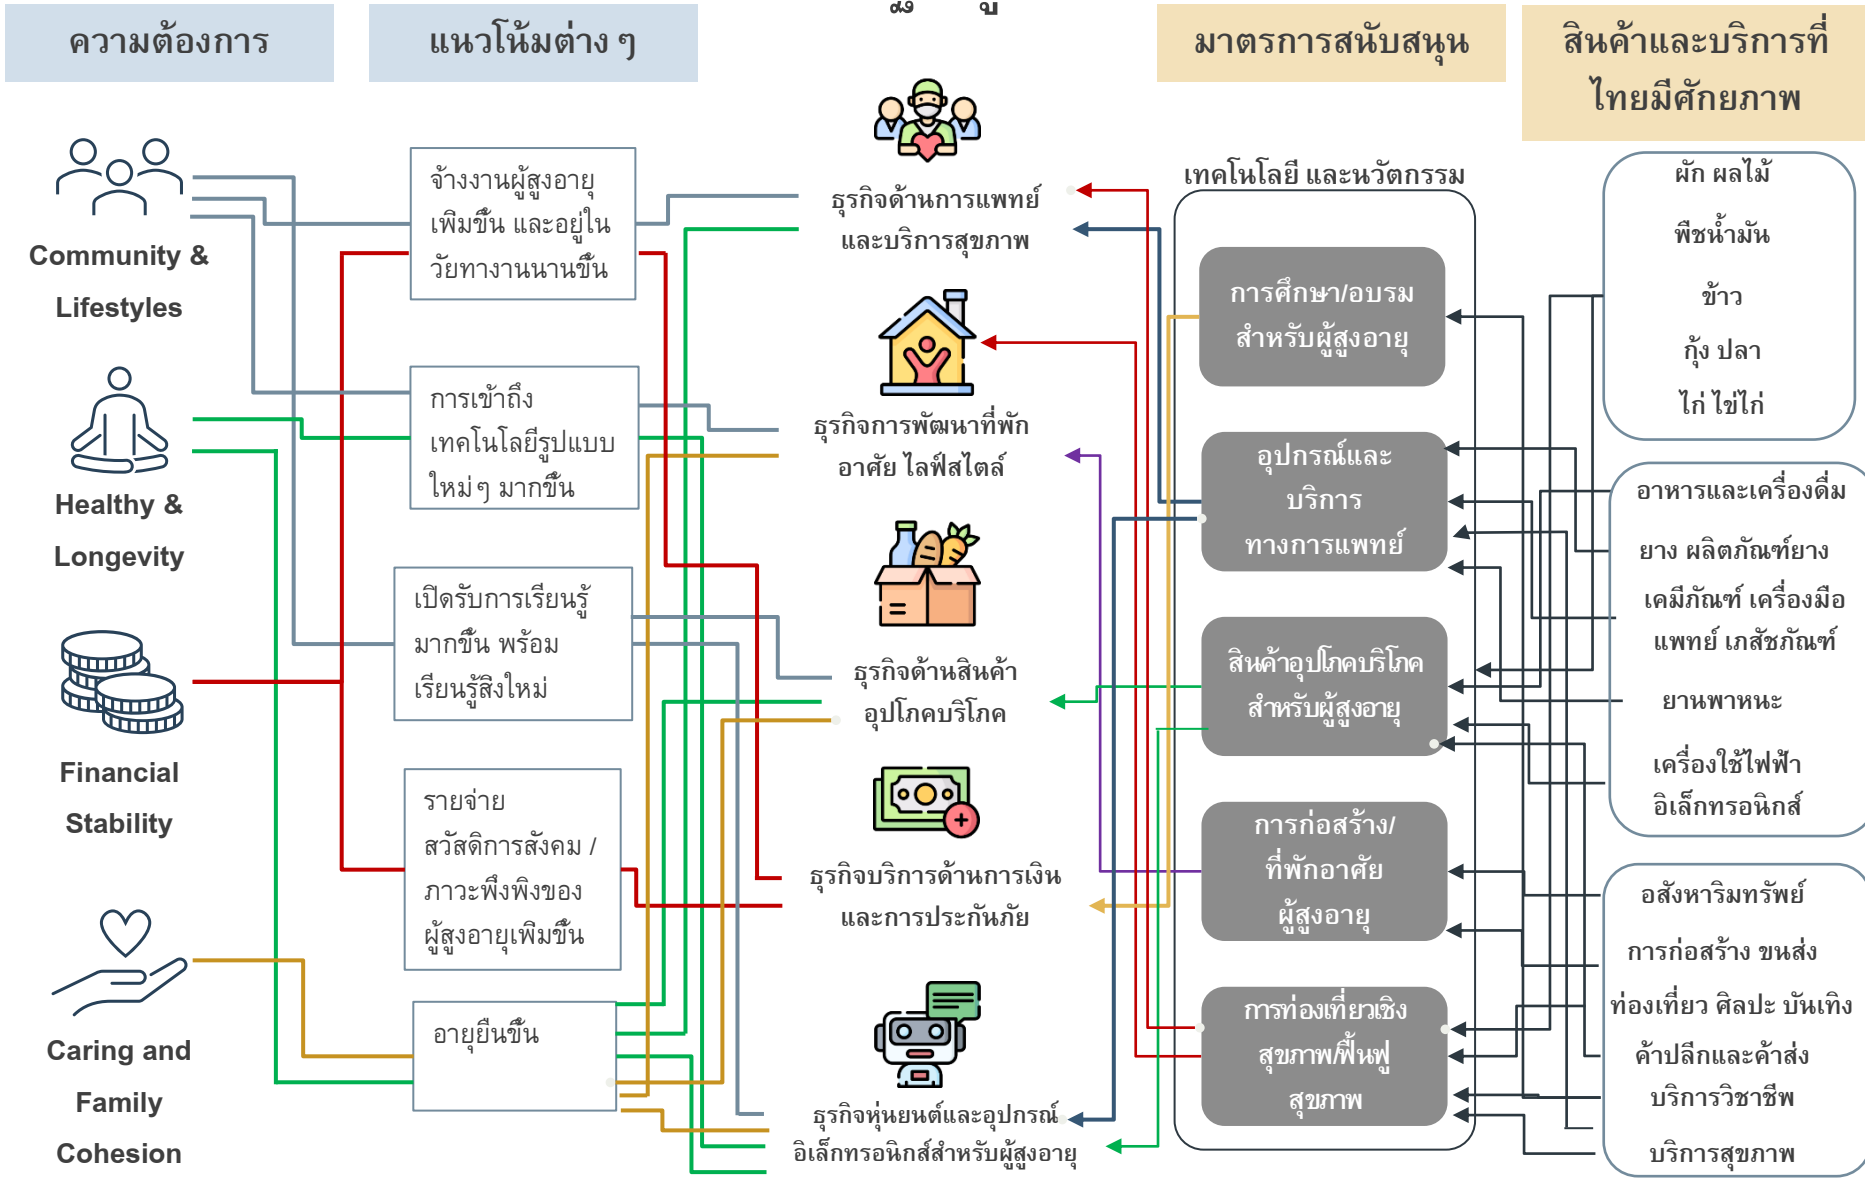 ความต้องการ
แนวโน้มต่าง ๆ
มาตรการสนับสนุน
สินค้าและบริการที่
ไทยมีศักยภาพ
Community &
Lifestyles
Healthy &
Longevity
Financial
Stability
Caring and
Family
Cohesion
จ้างงานผู้สูงอายุ
เพิ่มขึ้น และอยู่ใน
วัยทางานนานขึ้น
การเข้าถึง
เทคโนโลยีรูปแบบ
ใหม่ๆ มากขึ้น
เปิดรับการเรียนรู้
มากขึ้น พร้อม
เรียนรู้สิ่งใหม่
รายจ่าย
สวัสดิการสังคม /
ภาวะพึ่งพิงของ
ผู้สูงอายุเพิ่มขึ้น
อายุยืนขึ้น
ธุรกิจด้านการแพทย์
และบริการสุขภาพ
ธุรกิจการพัฒนาที่พัก
อาศัย ไลฟ์สไตล์
ธุรกิจด้านสินค้า
อุปโภคบริโภค
ธุรกิจบริการด้านการเงิน
และการประกันภัย
ธุรกิจหุ่นยนต์และอุปกรณ์
อิเล็กทรอนิกส์สำหรับผู้สูงอายุ
เทคโนโลยี และนวัตกรรม
การศึกษา/อบรม
สำหรับผู้สูงอายุ
อุปกรณ์และ
บริการ
ทางการแพทย์
สินค้าอุปโภคบริโภค
สำหรับผู้สูงอายุ
การก่อสร้าง/
ที่พักอาศัย
ผู้สูงอายุ
การท่องเที่ยวเชิง
สุขภาพ/ฟื้นฟู
สุขภาพ
ผัก ผลไม้
พืชน้ำมัน
ข้าว
กุ้ง ปลา
ไก่ ไข่ไก่
อาหารและเครื่องดื่ม
ยาง ผลิตภัณฑ์ยาง
เคมีภัณฑ์ เครื่องมือ
แพทย์ เภสัชภัณฑ์
ยานพาหนะ
เครื่องใช้ไฟฟ้า
อิเล็กทรอนิกส์
อสังหาริมทรัพย์
การก่อสร้าง ขนส่ง
ท่องเที่ยว ศิลปะ บันเทิง
ค้าปลีกและค้าส่ง
บริการวิชาชีพ
บริการสุขภาพ